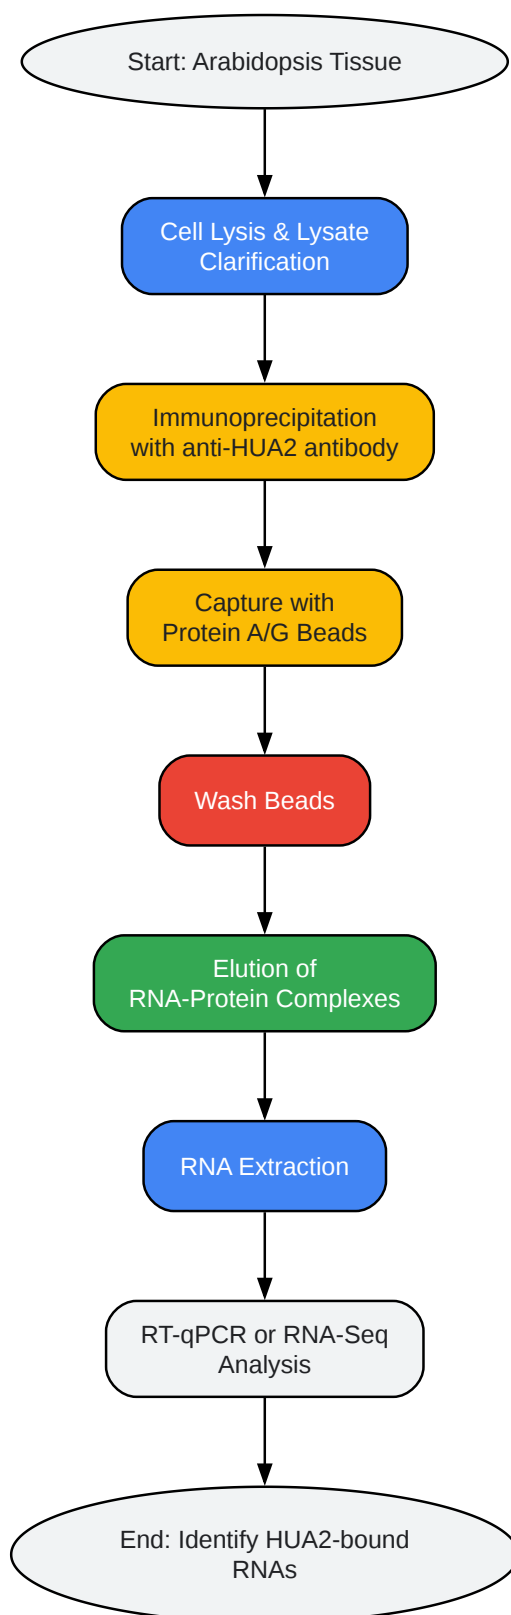 Start: Arabidopsis Tissue
Cell Lysis & Lysate
Clarification
Immunoprecipitation
with anti-HUA2 antibody
Capture with
Protein A/G Beads
Wash Beads
Elution of
RNA-Protein Complexes
RNA Extraction
RT-qPCR or RNA-Seq
Analysis
End: Identify HUA2-bound
RNAs